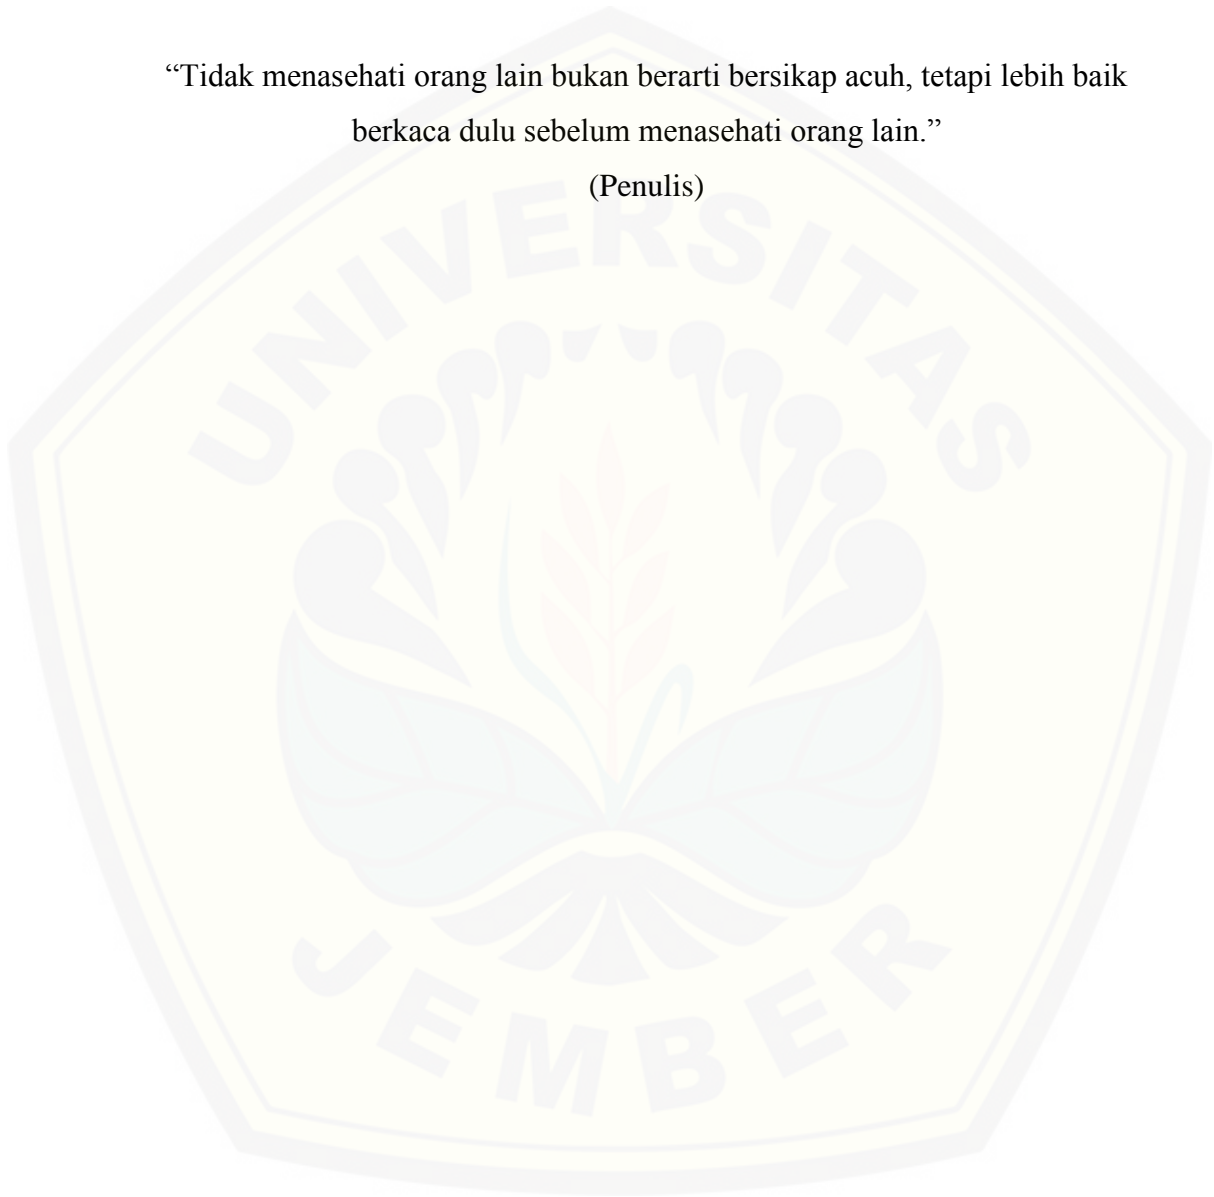 “Tidak menasehati orang lain bukan berarti bersikap acuh, tetapi lebih baik
berkaca dulu sebelum menasehati orang lain.”
(Penulis)
UNIVERSITAS
JEMBER